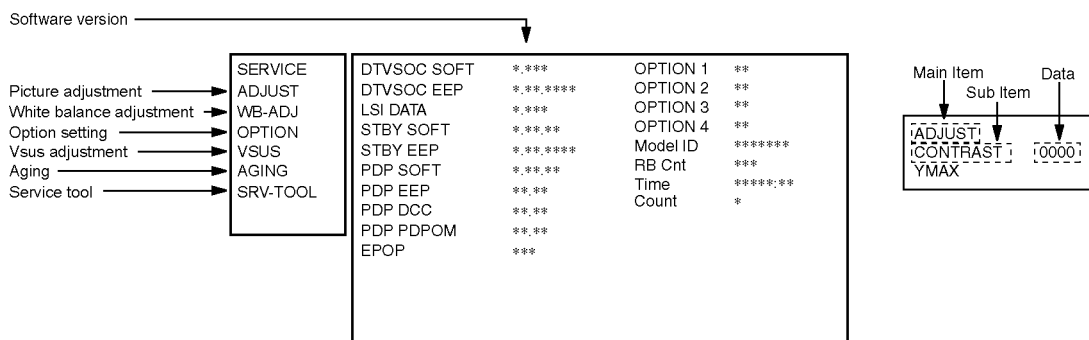 Software version
Picture adjustment
White balance adjustment
Option setting
Vsus adjustment
Aging
Service tool
SERVICE
ADJUST
WB-ADJ
OPTION
VSUS
AGING
SRV-TOOL
DTVSOC SOFT *.***
DTVSOC EEP *.**.****
LSI DATA *.***
STBY SOFT *.**.**
STBY EEP *.**.****
PDP SOFT *.**.**
PDP EEP **.**
PDP DCC **.**
PDP PDPOM **.**
EPOP ***
OPTION 1 **
OPTION 2 **
OPTION 3 **
OPTION 4 **
Model ID *******
RB Cnt ***
Time *****:**
Count *
Main Item
Sub Item
Data
ADJUST
CONTRAST 0000
YMAX